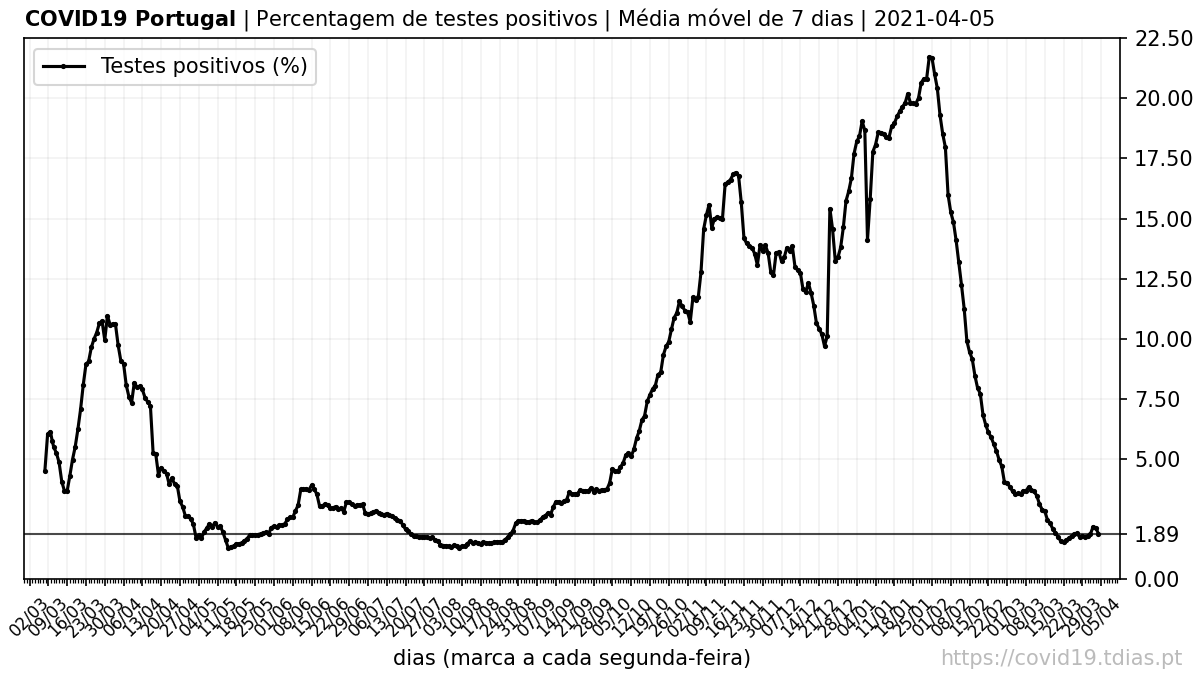 COVID19 Portugal | Percentagem de testes positivos | Média móvel de 7 dias | 2021-04-05
Testes positivos (%)
22.50
20.00
17.50
15.00
12.50
10.00
7.50
5.00
1.89
0.00
02/03 09/03 16/03 23/03 30/03 06/04 13/04 20/04 27/04 04/05 11/05 18/05 25/05 01/06 08/06 15/06 22/06 29/06 06/07 13/07 20/07 27/07 03/08 10/08 17/08 24/08 31/08 07/09 14/09 21/09 28/09 05/10 12/10 19/10 26/10 02/11 09/11 16/11 23/11 30/11 07/12 14/12 21/12 28/12 04/01 11/01 18/01 25/01 01/02 08/02 15/02 22/02 01/03 08/03 15/03 22/03 29/03 05/04
dias (marca a cada segunda-feira)
https://covid19.tdias.pt